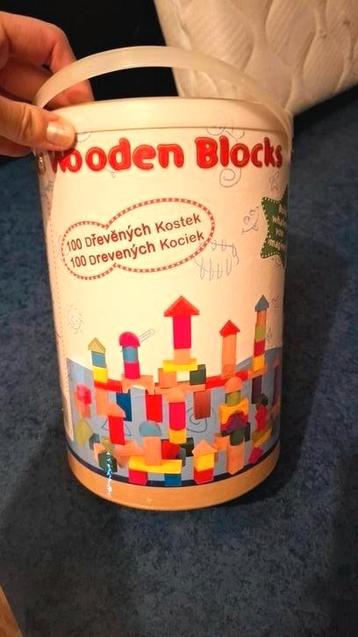 Wooden Blocks
100 Dřevěných Kostek
100 Drevených Kociek